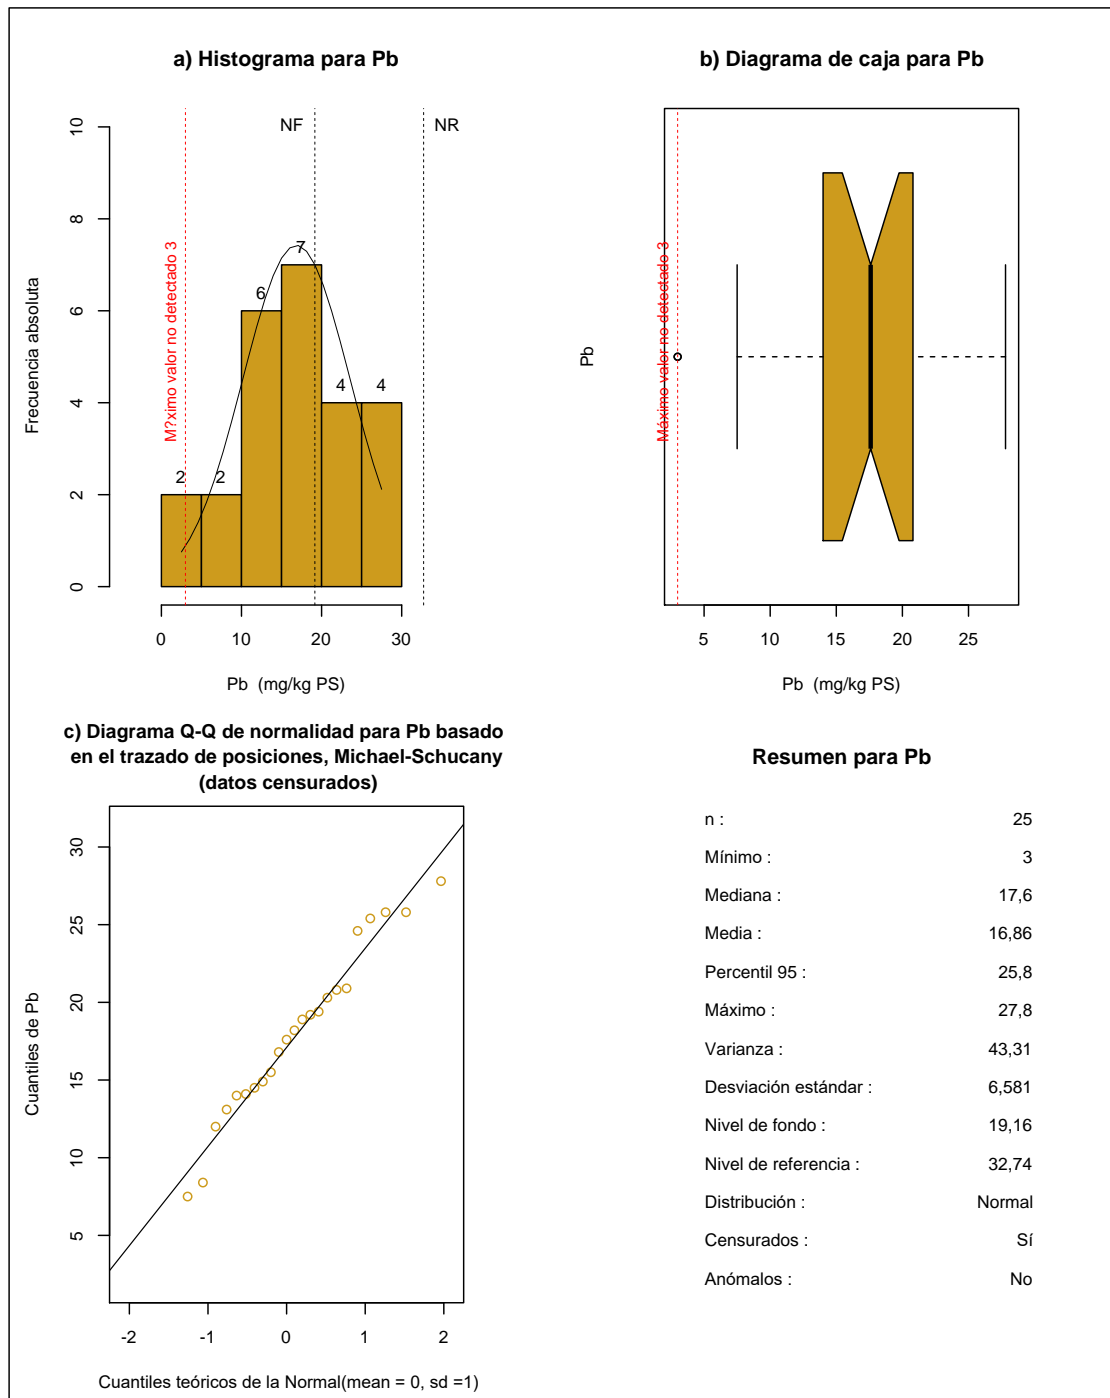 a) Histograma para Pb
NF
NR
M?ximo valor no detectado 3
2
2
6
7
4
4
Frecuencia absoluta
0
2
4
6
8
10
0
10
20
30
Pb (mg/kg PS)
b) Diagrama de caja para Pb
Máximo valor no detectado 3
Pb
5
10
15
20
25
Pb (mg/kg PS)
c) Diagrama Q-Q de normalidad para Pb basado
en el trazado de posiciones, Michael-Schucany
(datos censurados)
Cuantiles de Pb
5
10
15
20
25
30
-2
-1
0
1
2
Cuantiles teóricos de la Normal(mean = 0, sd =1)
Resumen para Pb
n : 25
Mínimo : 3
Mediana : 17,6
Media : 16,86
Percentil 95 : 25,8
Máximo : 27,8
Varianza : 43,31
Desviación estándar : 6,581
Nivel de fondo : 19,16
Nivel de referencia : 32,74
Distribución : Normal
Censurados : Sí
Anómalos : No